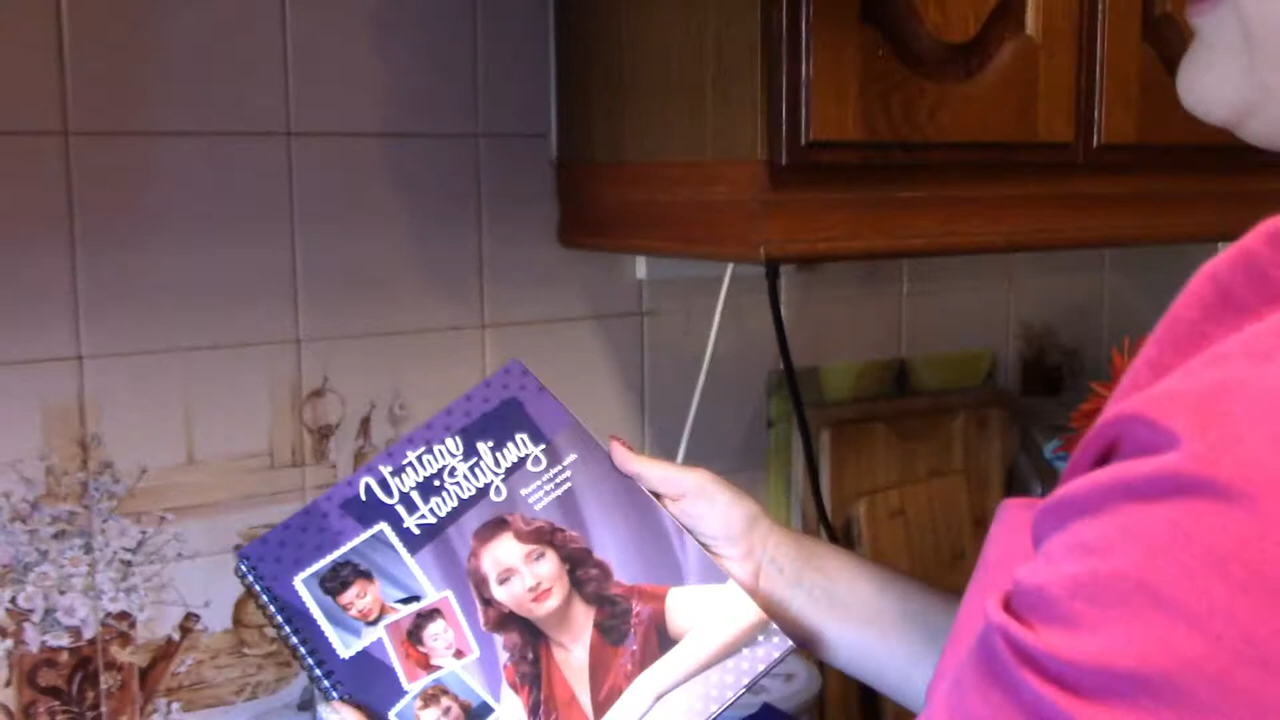 Vintage
Hairstyling
Retro styles with
step-by-step
techniques